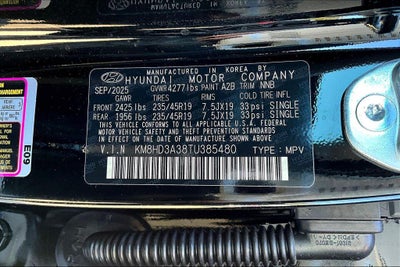 MANUFACTURED IN KOREA BY
HYUNDAI MOTOR COMPANY
SEP/2025 GVWR4277lbs PAINT A2B TRIM NNB
GAWR TIRES RIMS COLD TIRE INFL
FRONT 2425 lbs 235/45R19 7.5JX19 33psi SINGLE
REAR 1956 lbs 235/45R19 7.5JX19 33psi SINGLE
THIS VEHICLE CONFORMS TO ALL APPLICABLE U.S.A. FEDERAL
MOTOR VEHICLE SAFETY, BUMPER, AND THEFT PREVENTION
STANDARDS IN EFFECT ON THE DATE OF MANUFACTURE
SHOWN ABOVE.
V.I.N KM8HD3A38TU385480 TYPE : MPV
E09